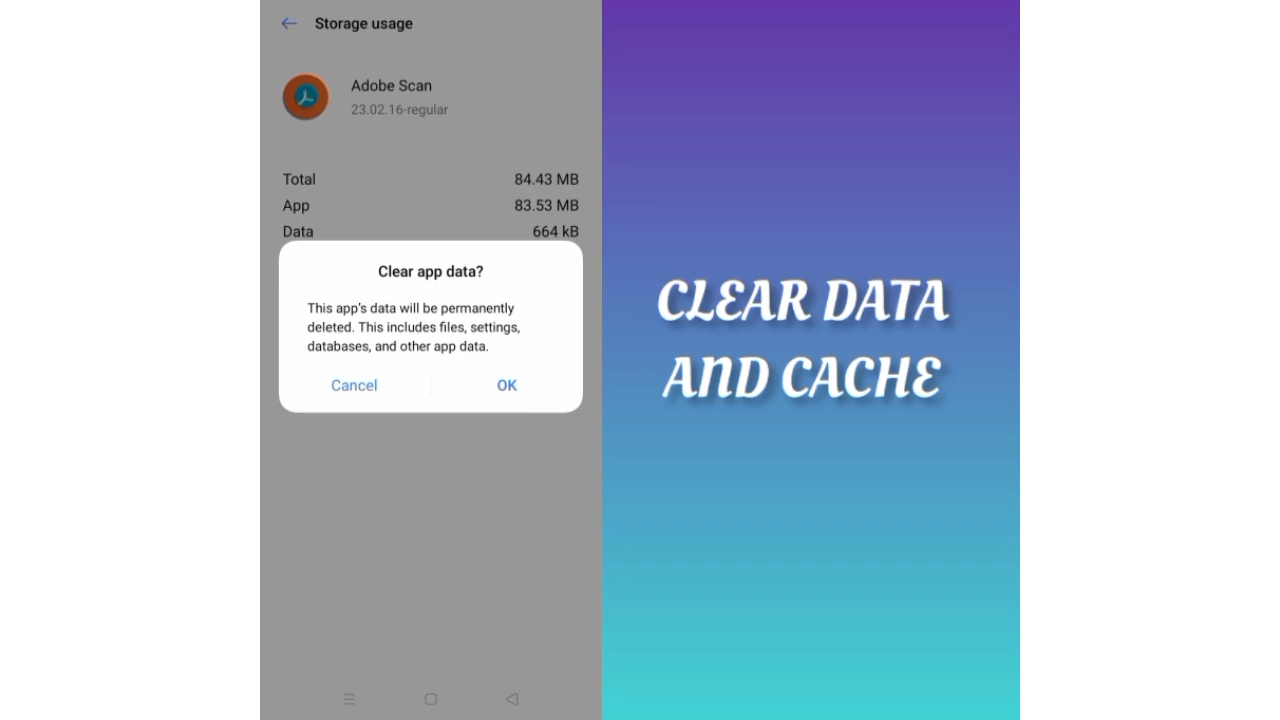 Storage usage
Adobe Scan
23.02.16-regular
Total 84.43 MB
App 83.53 MB
Data 664 kB
Clear app data?
This app's data will be permanently
deleted. This includes files, settings,
databases, and other app data.
Cancel OK
CLEAR DATA
AND CACHE